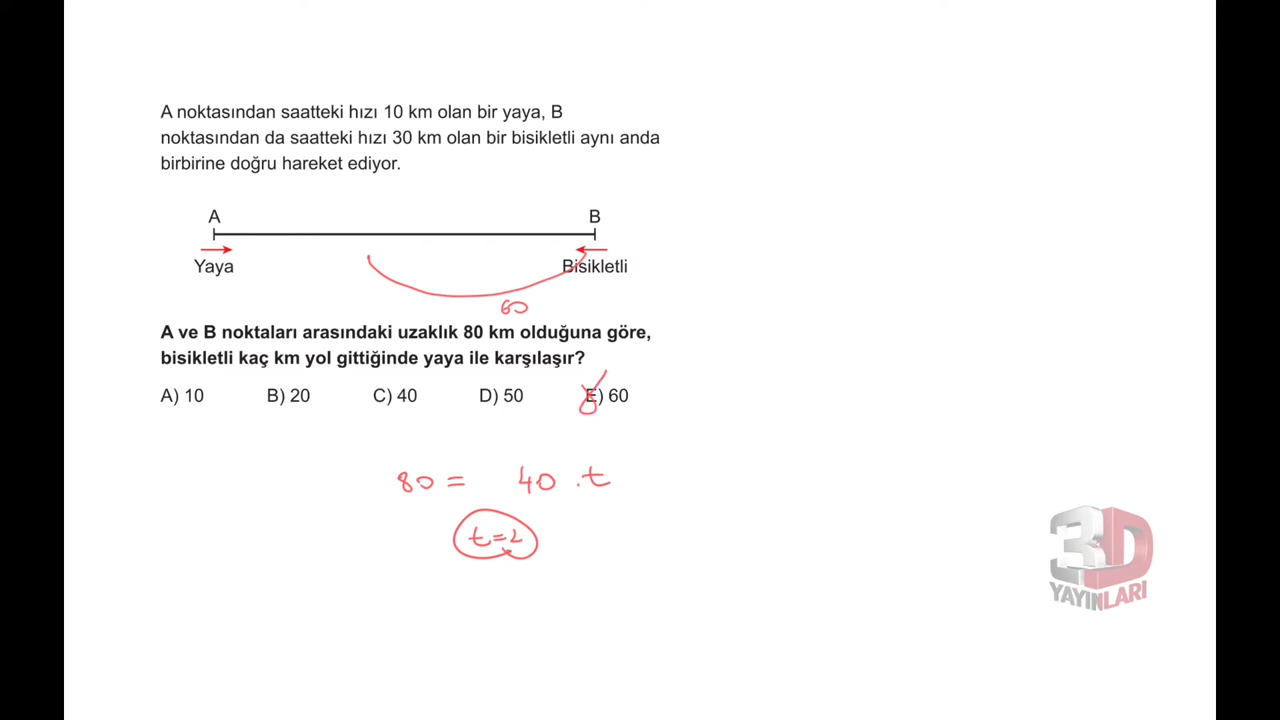 A noktasından saatteki hızı 10 km olan bir yaya, B
noktasından da saatteki hızı 30 km olan bir bisikletli aynı anda
birbirine doğru hareket ediyor.
A B
Yaya Bisikletli
60
A ve B noktaları arasındaki uzaklık 80 km olduğuna göre,
bisikletli kaç km yol gittiğinde yaya ile karşılaşır?
A) 10 B) 20 C) 40 D) 50 E) 60
80 = 40 . t
t = 2
3D
YAYINLARI